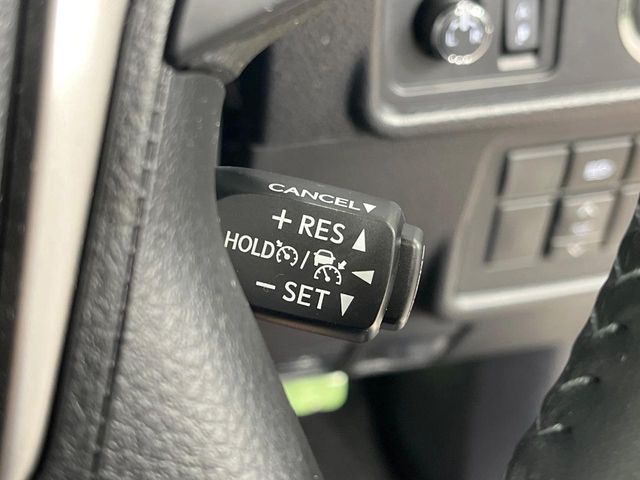 CANCEL▼
+ RES ▲
HOLD / ◀
− SET ▼